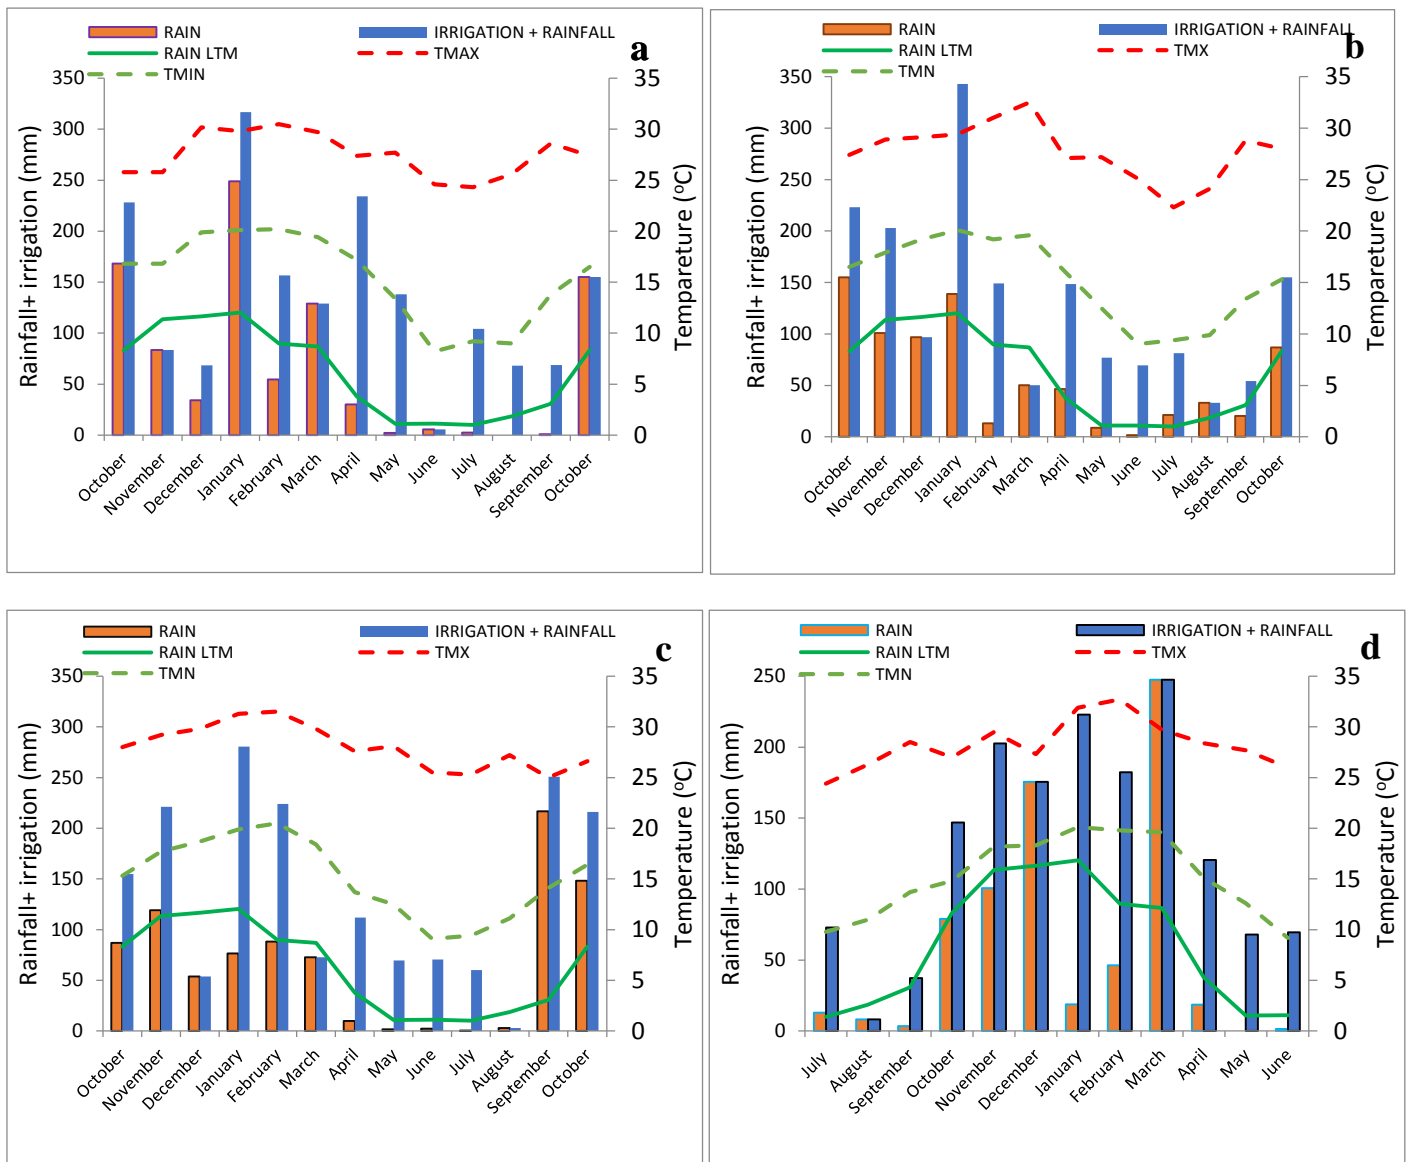 RAIN
IRRIGATION + RAINFALL
RAIN LTM
TMAX
TMIN
a
350
300
250
200
150
100
50
0
35
30
25
20
15
10
5
0
Rainfall+ irrigation (mm)
Tempareture (ºC)
October
November
December
January
February
March
April
May
June
July
August
September
October
RAIN
IRRIGATION + RAINFALL
RAIN LTM
TMX
TMN
b
350
300
250
200
150
100
50
0
35
30
25
20
15
10
5
0
Rainfall+ irrigation (mm)
Tempareture (ºC)
October
November
December
January
February
March
April
May
June
July
August
September
October
RAIN
IRRIGATION + RAINFALL
RAIN LTM
TMX
TMN
c
350
300
250
200
150
100
50
0
35
30
25
20
15
10
5
0
Rainfall+ irrigation (mm)
Temperature (ºC)
October
November
December
January
February
March
April
May
June
July
August
September
October
RAIN
IRRIGATION + RAINFALL
RAIN LTM
TMX
TMN
d
250
200
150
100
50
0
35
30
25
20
15
10
5
0
Rainfall+ irrigation (mm)
Temperature (ºC)
July
August
September
October
November
December
January
February
March
April
May
June